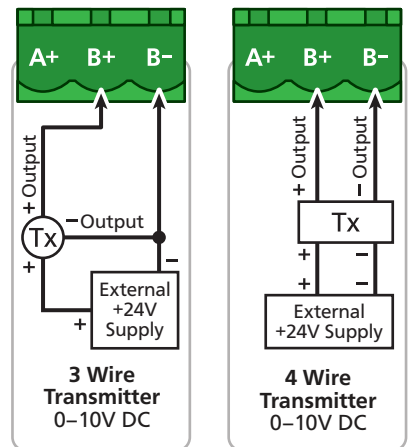 A+ B+ B−
+ Output
− Output
Tx
+
−
+
External
+24V
Supply
3 Wire
Transmitter
0–10V DC
A+ B+ B−
+ Output
− Output
Tx
+ −
+ −
External
+24V Supply
4 Wire
Transmitter
0–10V DC